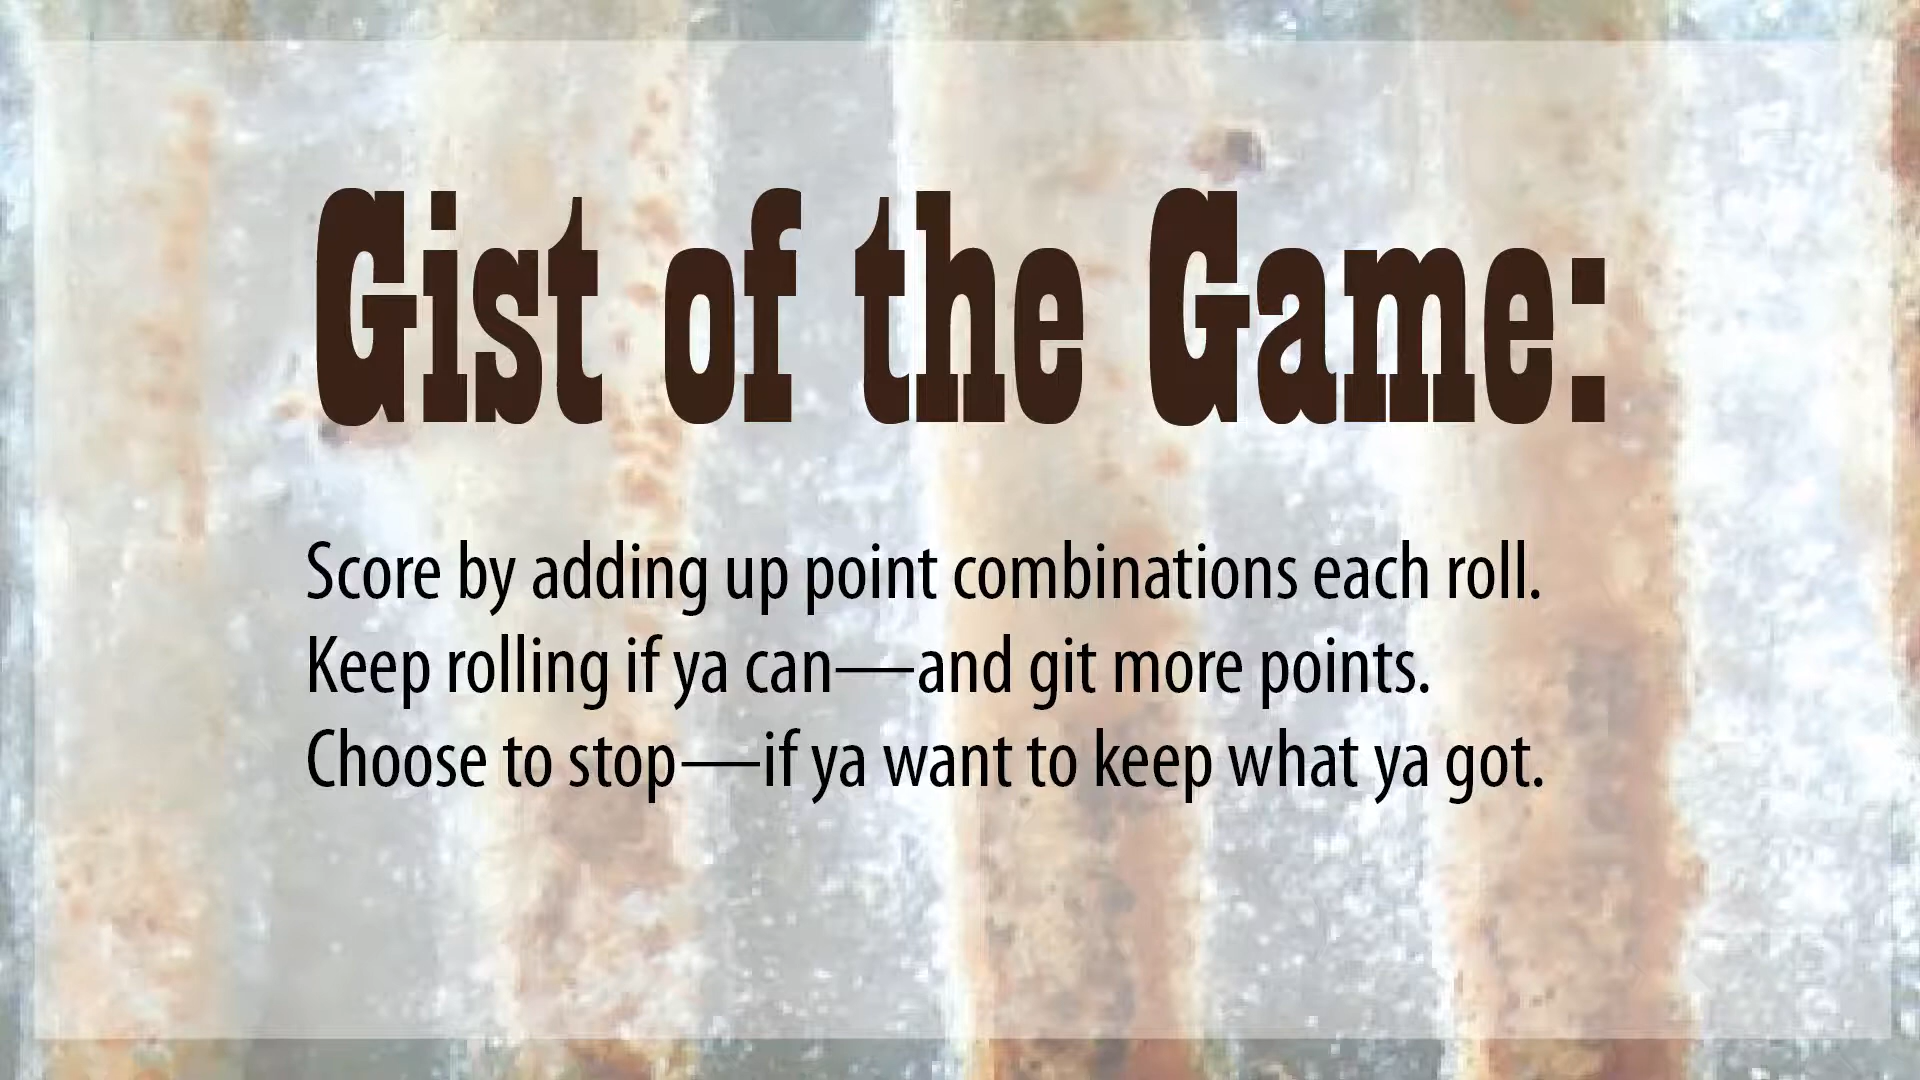 Gist of the Game:
Score by adding up point combinations each roll.
Keep rolling if ya can—and git more points.
Choose to stop—if ya want to keep what ya got.